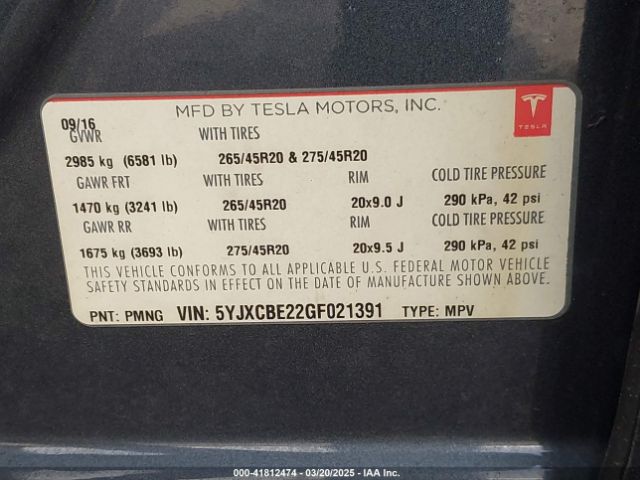 MFD BY TESLA MOTORS, INC.
TESLA
09/16
GVWR WITH TIRES
2985 kg (6581 lb) 265/45R20 & 275/45R20
GAWR FRT WITH TIRES RIM COLD TIRE PRESSURE
1470 kg (3241 lb) 265/45R20 20x9.0 J 290 kPa, 42 psi
GAWR RR WITH TIRES RIM COLD TIRE PRESSURE
1675 kg (3693 lb) 275/45R20 20x9.5 J 290 kPa, 42 psi
THIS VEHICLE CONFORMS TO ALL APPLICABLE U.S. FEDERAL MOTOR VEHICLE
SAFETY STANDARDS IN EFFECT ON THE DATE OF MANUFACTURE SHOWN ABOVE.
PNT: PMNG VIN: 5YJXCBE22GF021391 TYPE: MPV
000-41812474 - 03/20/2025 - IAA Inc.